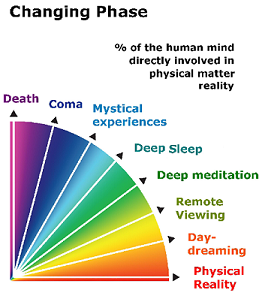 Changing Phase
% of the human mind
directly involved in
physical matter
reality
Death
Coma
Mystical
experiences
Deep Sleep
Deep meditation
Remote
Viewing
Day-
dreaming
Physical
Reality